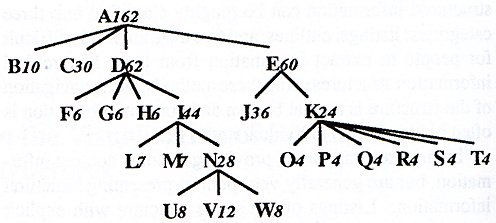 A162
B10 C30 D62 E60
F6 G6 H6 I44 J36 K24
L7 M7 N28 O4 P4 Q4 R4 S4 T4
U8 V12 W8